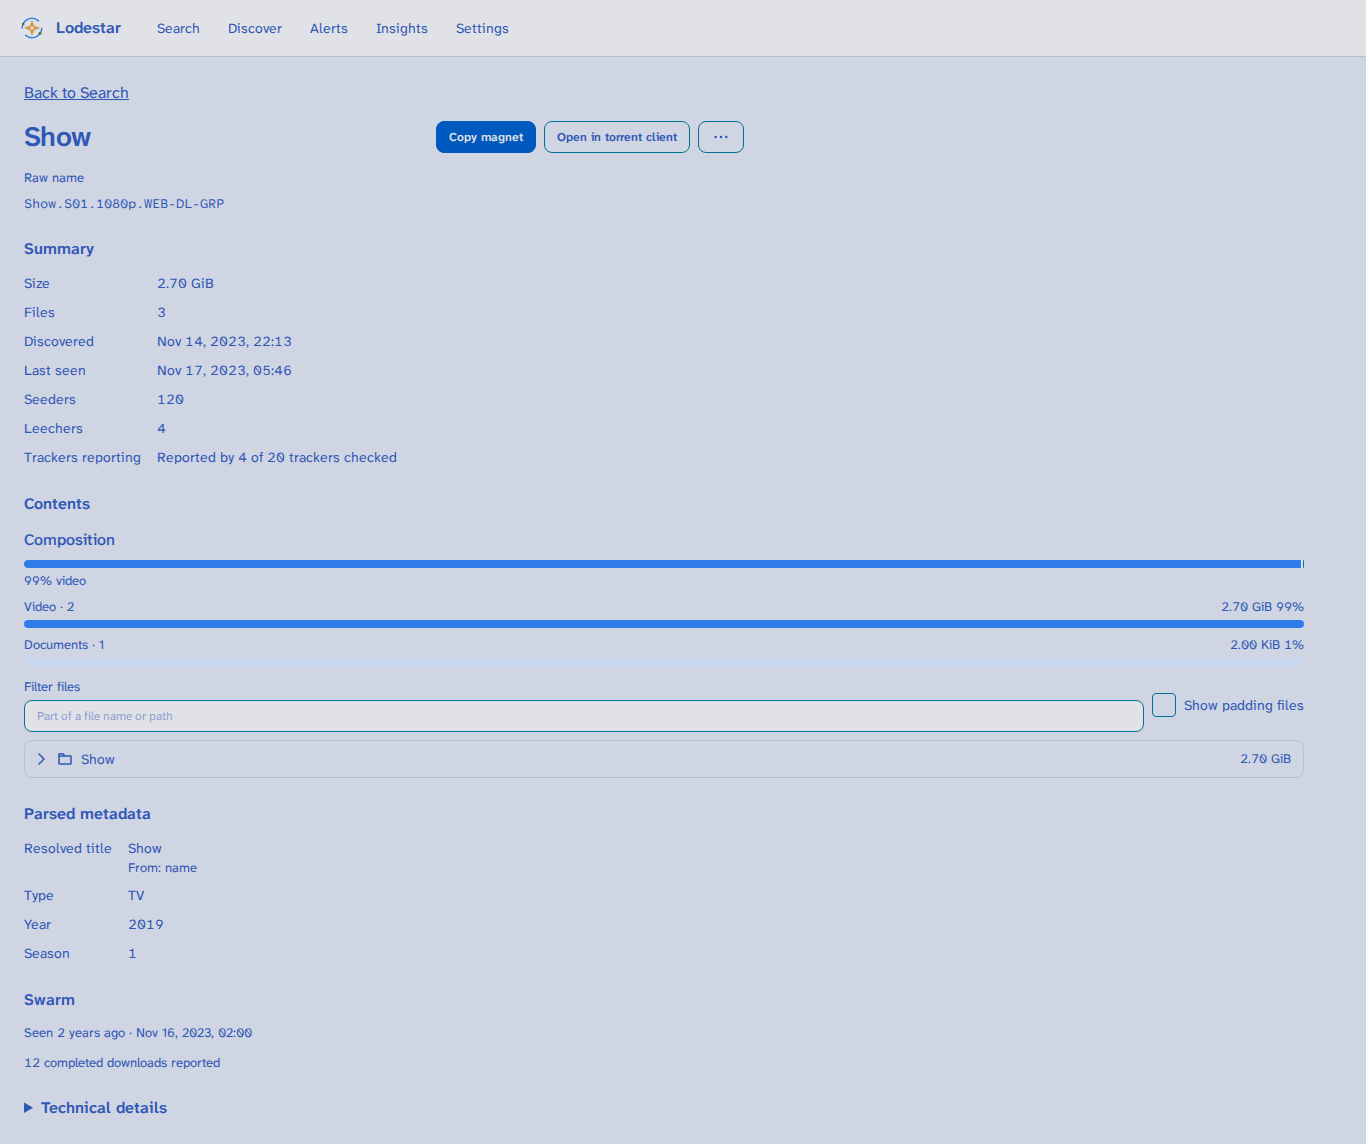 Lodestar Search Discover Alerts Insights Settings
Back to Search
Show Copy magnet Open in torrent client ...
Raw name
Show.S01.1080p.WEB-DL-GRP
Summary
Size 2.70 GiB
Files 3
Discovered Nov 14, 2023, 22:13
Last seen Nov 17, 2023, 05:46
Seeders 120
Leechers 4
Trackers reporting Reported by 4 of 20 trackers checked
Contents
Composition
99% video
Video · 2 2.70 GiB 99%
Documents · 1 2.00 KiB 1%
Filter files
Part of a file name or path Show padding files
Show 2.70 GiB
Parsed metadata
Resolved title Show
From: name
Type TV
Year 2019
Season 1
Swarm
Seen 2 years ago · Nov 16, 2023, 02:00
12 completed downloads reported
Technical details